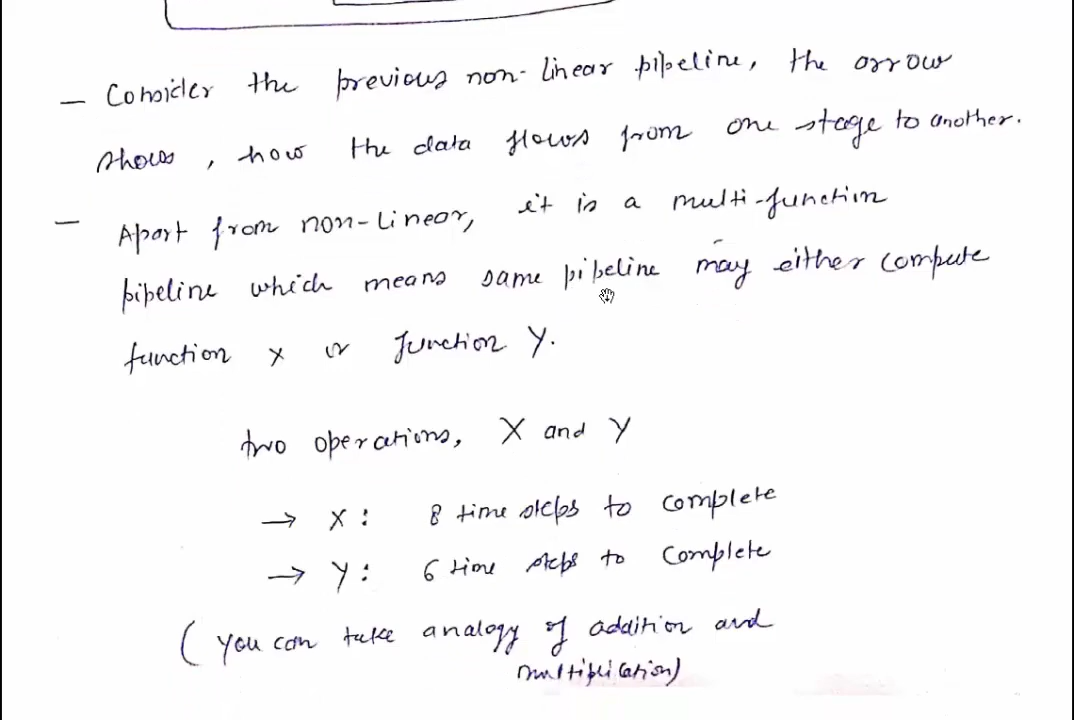 — Consider the previous non-linear pipeline, the arrow
shows, how the data flows from one stage to another.
— Apart from non-linear, it is a multi-function
pipeline which means same pipeline may either compute
function X or function Y.
two operations, X and Y
→ X: 8 time steps to complete
→ Y: 6 time steps to complete
(you can take analogy of addition and
multiplication)